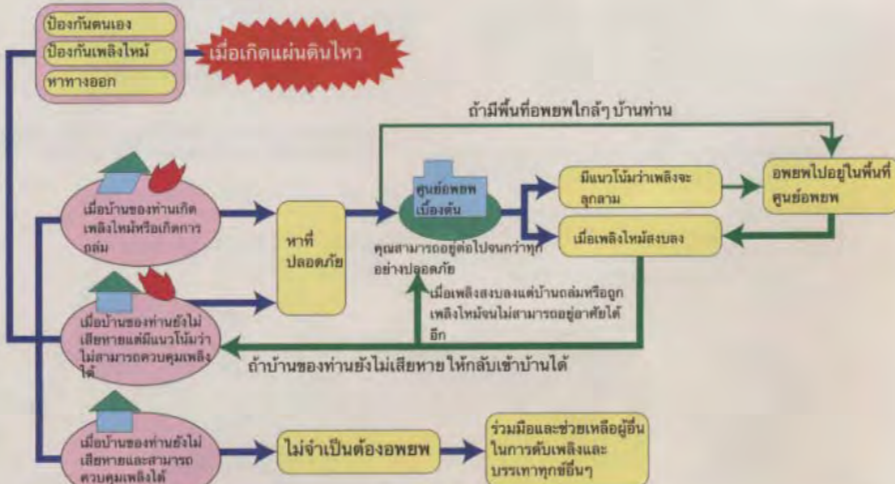 ป้องกันตนเอง
ป้องกันเพลิงไหม้
หาทางออก
เมื่อเกิดแผ่นดินไหว
ถ้ามีพื้นที่อพยพใกล้ๆ บ้านท่าน
เมื่อบ้านของท่านเกิด
เพลิงไหม้หรือเกิดการ
ถล่ม
หาที่
ปลอดภัย
ศูนย์อพยพ
เบื้องต้น
คุณสามารถอยู่ต่อไปจนกว่าทุก
อย่างปลอดภัย
มีแนวโน้มว่าเพลิงจะ
ลุกลาม
อพยพไปอยู่ในพื้นที่
ศูนย์อพยพ
เมื่อเพลิงไหม้สงบลง
เมื่อเพลิงสงบลงแต่บ้านถล่มหรือถูก
เพลิงไหม้จนไม่สามารถอยู่อาศัยได้
อีก
เมื่อบ้านของท่านยังไม่
เสียหายแต่มีแนวโน้มว่า
ไม่สามารถควบคุมเพลิง
ได้
ถ้าบ้านของท่านยังไม่เสียหาย ให้กลับเข้าบ้านได้
เมื่อบ้านของท่านยังไม่
เสียหายและสามารถ
ควบคุมเพลิงได้
ไม่จำเป็นต้องอพยพ
ร่วมมือและช่วยเหลือผู้อื่น
ในการดับเพลิงและ
บรรเทาทุกข์อื่นๆ